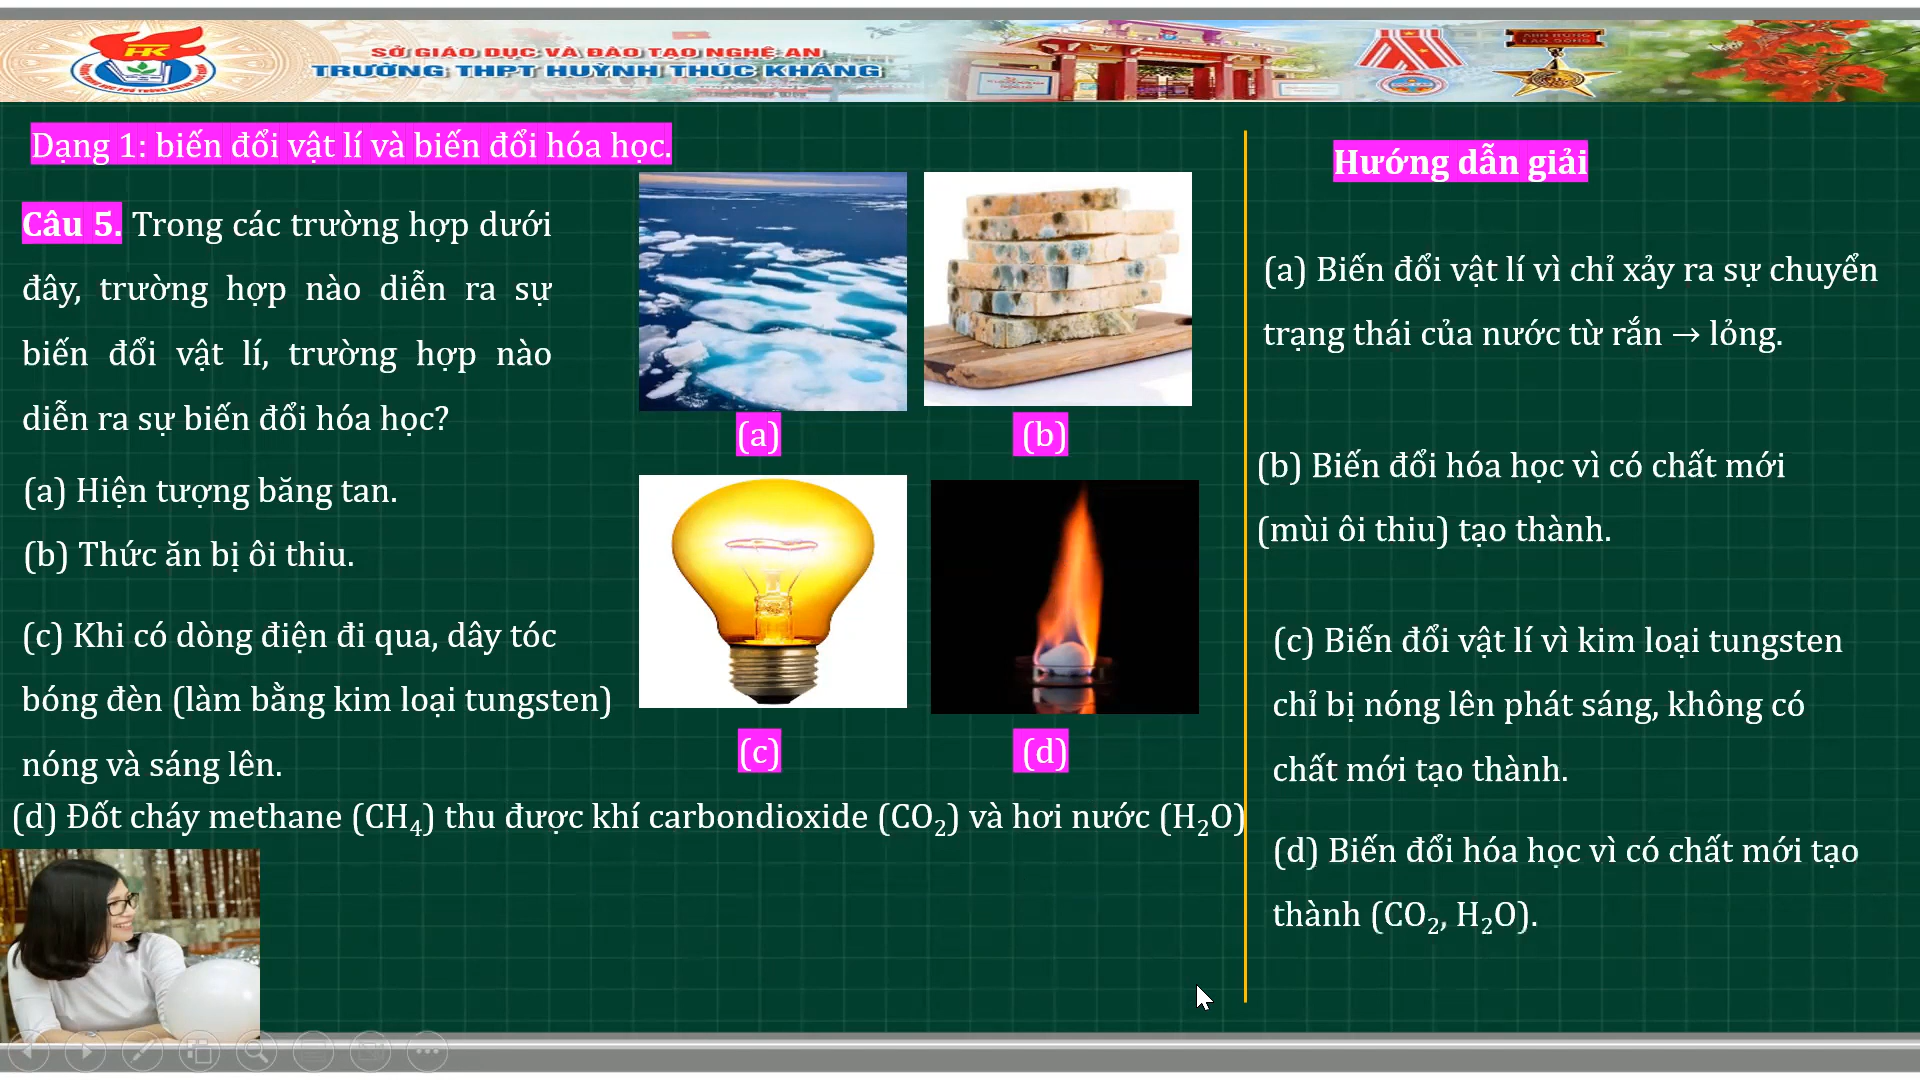 HK
SỞ GIÁO DỤC VÀ ĐÀO TẠO NGHỆ AN
TRƯỜNG THPT HUỲNH THÚC KHÁNG
ANH HÙNG
LAO ĐỘNG
Dạng 1: biến đổi vật lí và biến đổi hóa học.
Câu 5. Trong các trường hợp dưới
đây, trường hợp nào diễn ra sự
biến đổi vật lí, trường hợp nào
diễn ra sự biến đổi hóa học?
(a) Hiện tượng băng tan.
(b) Thức ăn bị ôi thiu.
(c) Khi có dòng điện đi qua, dây tóc
bóng đèn (làm bằng kim loại tungsten)
nóng và sáng lên.
(d) Đốt cháy methane (CH₄) thu được khí carbondioxide (CO₂) và hơi nước (H₂O)
(a)
(b)
(c)
(d)
Hướng dẫn giải
(a) Biến đổi vật lí vì chỉ xảy ra sự chuyển
trạng thái của nước từ rắn → lỏng.
(b) Biến đổi hóa học vì có chất mới
(mùi ôi thiu) tạo thành.
(c) Biến đổi vật lí vì kim loại tungsten
chỉ bị nóng lên phát sáng, không có
chất mới tạo thành.
(d) Biến đổi hóa học vì có chất mới tạo
thành (CO₂, H₂O).